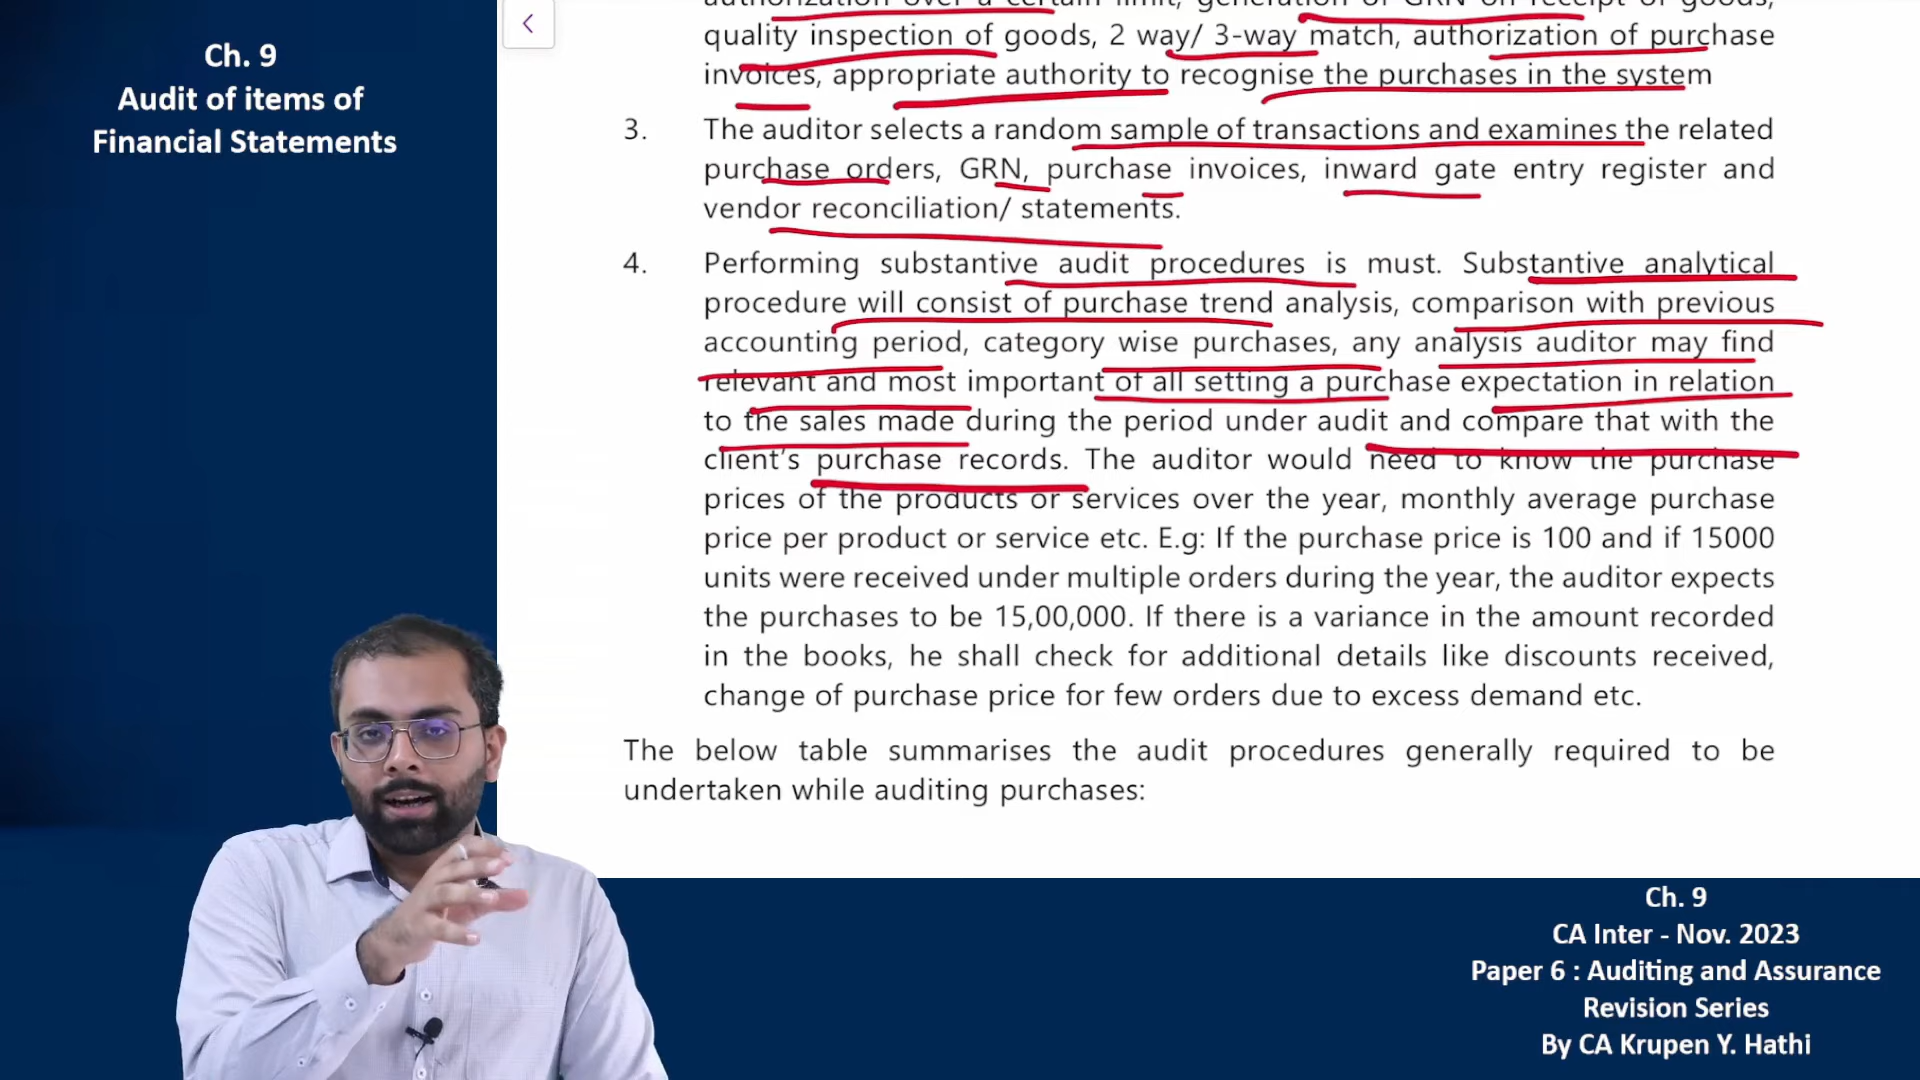 Ch. 9
Audit of items of
Financial Statements
authorization over a certain limit, generation of GRN on receipt of goods,
quality inspection of goods, 2 way/ 3-way match, authorization of purchase
invoices, appropriate authority to recognise the purchases in the system
3. The auditor selects a random sample of transactions and examines the related
purchase orders, GRN, purchase invoices, inward gate entry register and
vendor reconciliation/ statements.
4. Performing substantive audit procedures is must. Substantive analytical
procedure will consist of purchase trend analysis, comparison with previous
accounting period, category wise purchases, any analysis auditor may find
relevant and most important of all setting a purchase expectation in relation
to the sales made during the period under audit and compare that with the
client's purchase records. The auditor would need to know the purchase
prices of the products or services over the year, monthly average purchase
price per product or service etc. E.g: If the purchase price is 100 and if 15000
units were received under multiple orders during the year, the auditor expects
the purchases to be 15,00,000. If there is a variance in the amount recorded
in the books, he shall check for additional details like discounts received,
change of purchase price for few orders due to excess demand etc.
The below table summarises the audit procedures generally required to be
undertaken while auditing purchases:
Ch. 9
CA Inter - Nov. 2023
Paper 6 : Auditing and Assurance
Revision Series
By CA Krupen Y. Hathi